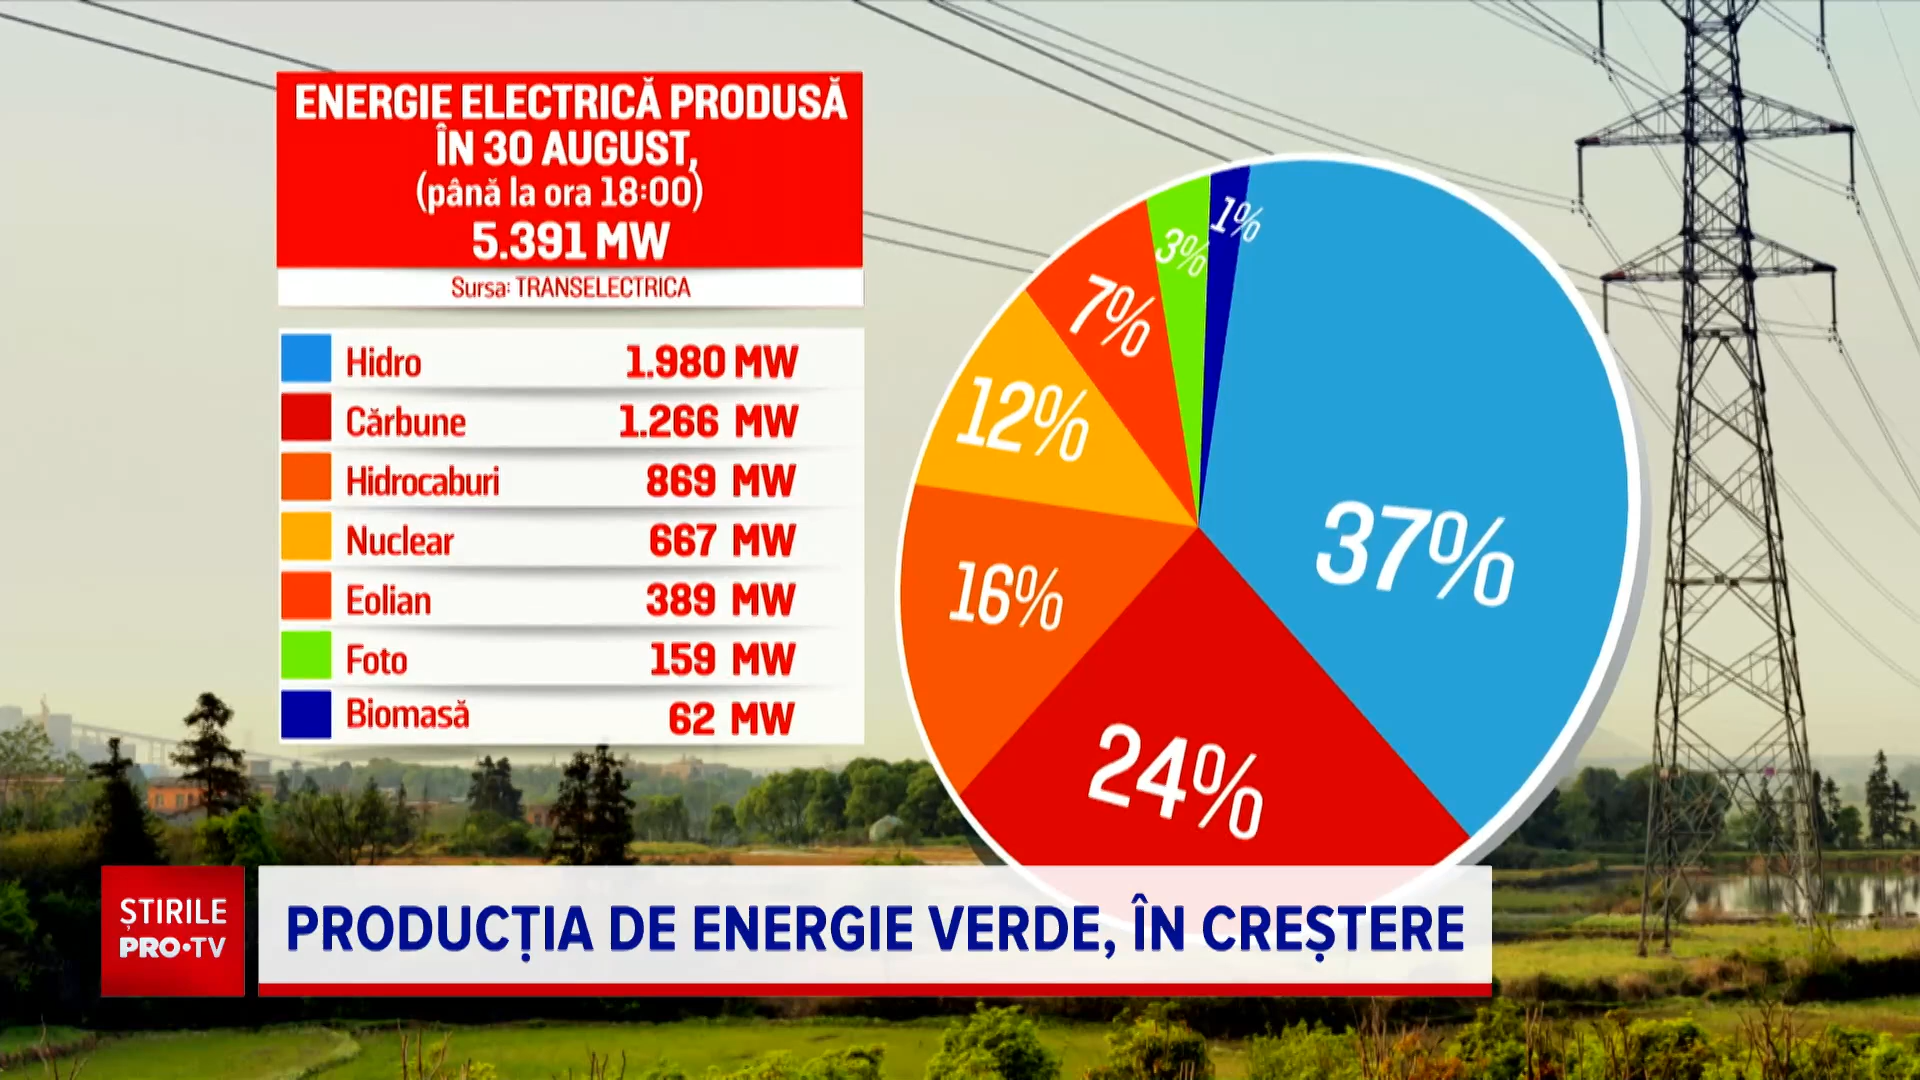 ENERGIE ELECTRICĂ PRODUSĂ
ÎN 30 AUGUST,
(până la ora 18:00)
5.391 MW
Sursa: TRANSELECTRICA
Hidro 1.980 MW
Cărbune 1.266 MW
Hidrocaburi 869 MW
Nuclear 667 MW
Eolian 389 MW
Foto 159 MW
Biomasă 62 MW
1%
3%
7%
12%
37%
16%
24%
ȘTIRILE
PRO•TV
PRODUCȚIA DE ENERGIE VERDE, ÎN CREȘTERE